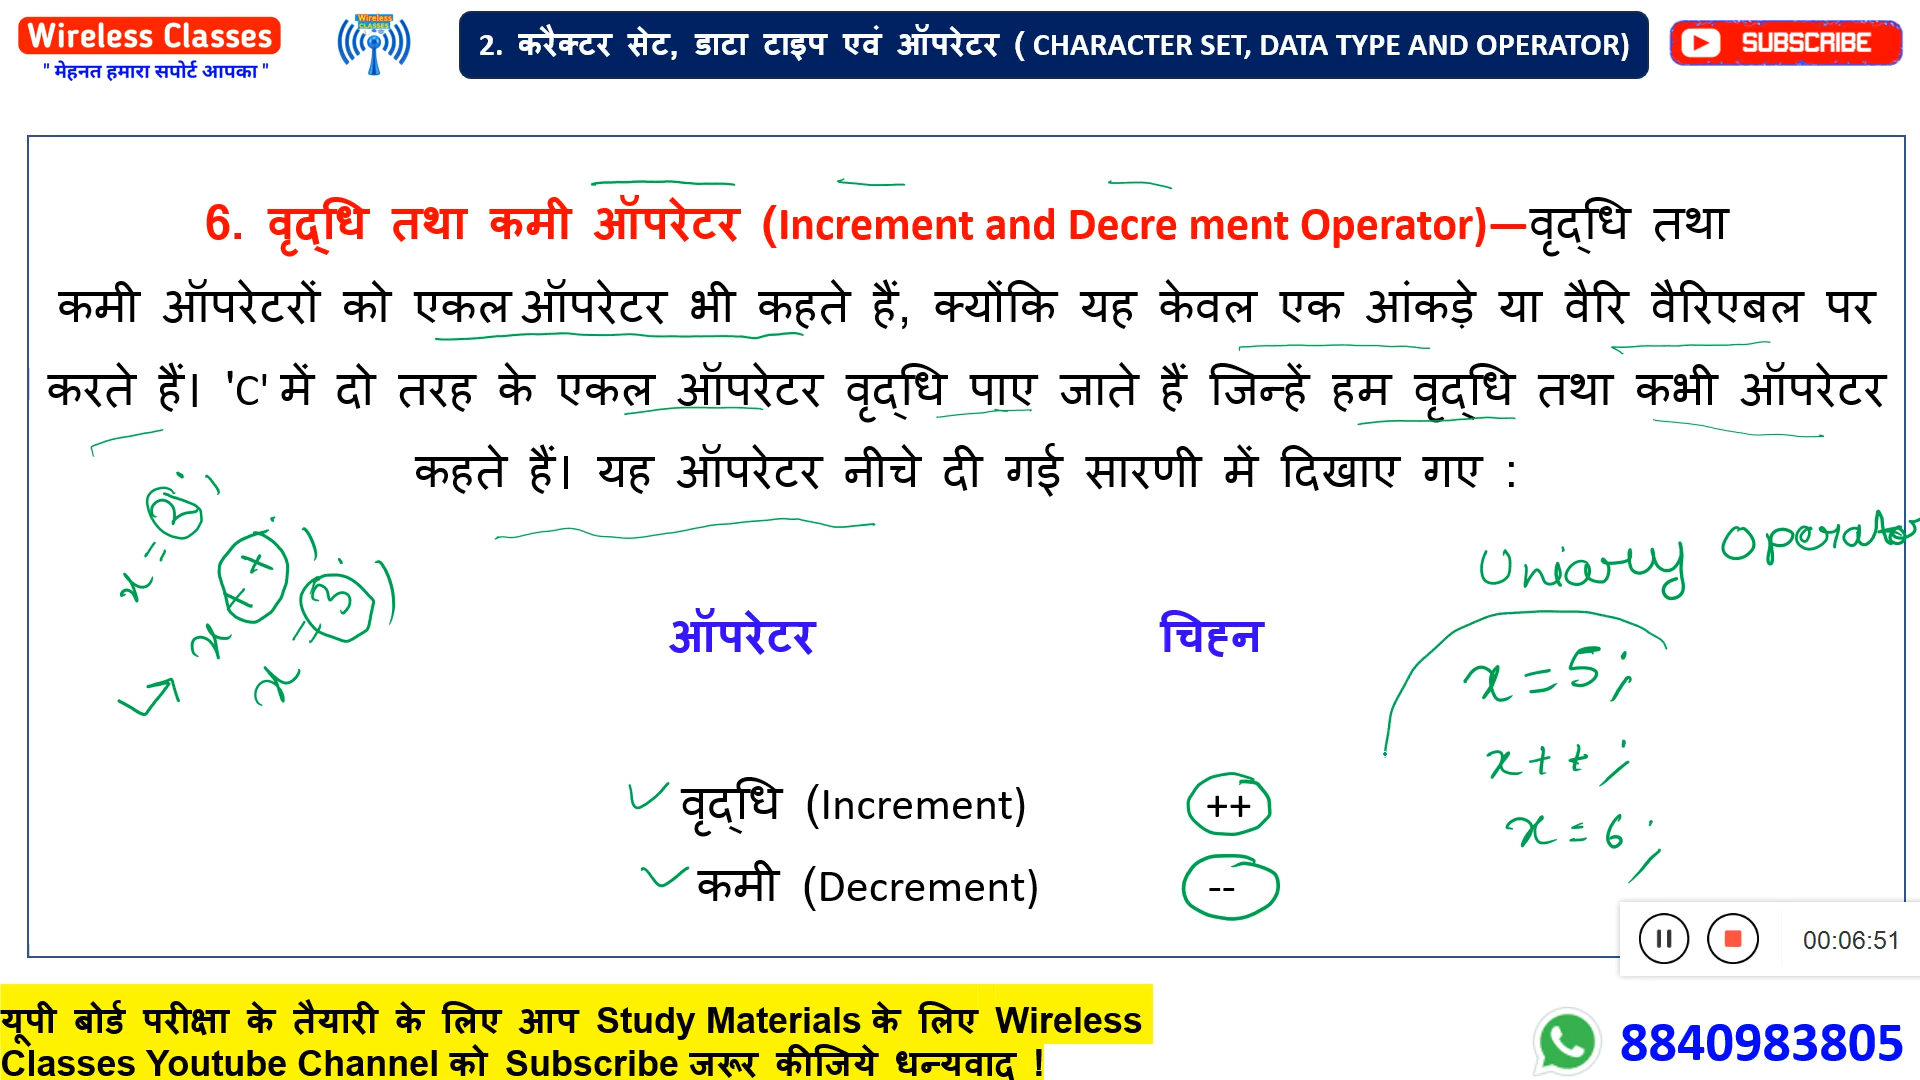 Wireless Classes
" मेहनत हमारा सपोर्ट आपका "
Wireless
CLASSES
2. करैक्टर सेट, डाटा टाइप एवं ऑपरेटर ( CHARACTER SET, DATA TYPE AND OPERATOR)
SUBSCRIBE
6. वृद्धि तथा कमी ऑपरेटर (Increment and Decre ment Operator)—वृद्धि तथा
कमी ऑपरेटरों को एकल ऑपरेटर भी कहते हैं, क्योंकि यह केवल एक आंकड़े या वैरि वैरिएबल पर
करते हैं। 'C' में दो तरह के एकल ऑपरेटर वृद्धि पाए जाते हैं जिन्हें हम वृद्धि तथा कभी ऑपरेटर
कहते हैं। यह ऑपरेटर नीचे दी गई सारणी में दिखाए गए :
x = 2;
x++;
x = 3;
Uniary Operator
ऑपरेटर चिह्न
x = 5;
x++;
x = 6;
वृद्धि (Increment) ++
कमी (Decrement) --
00:06:51
यूपी बोर्ड परीक्षा के तैयारी के लिए आप Study Materials के लिए Wireless
Classes Youtube Channel को Subscribe जरूर कीजिये धन्यवाद !
8840983805